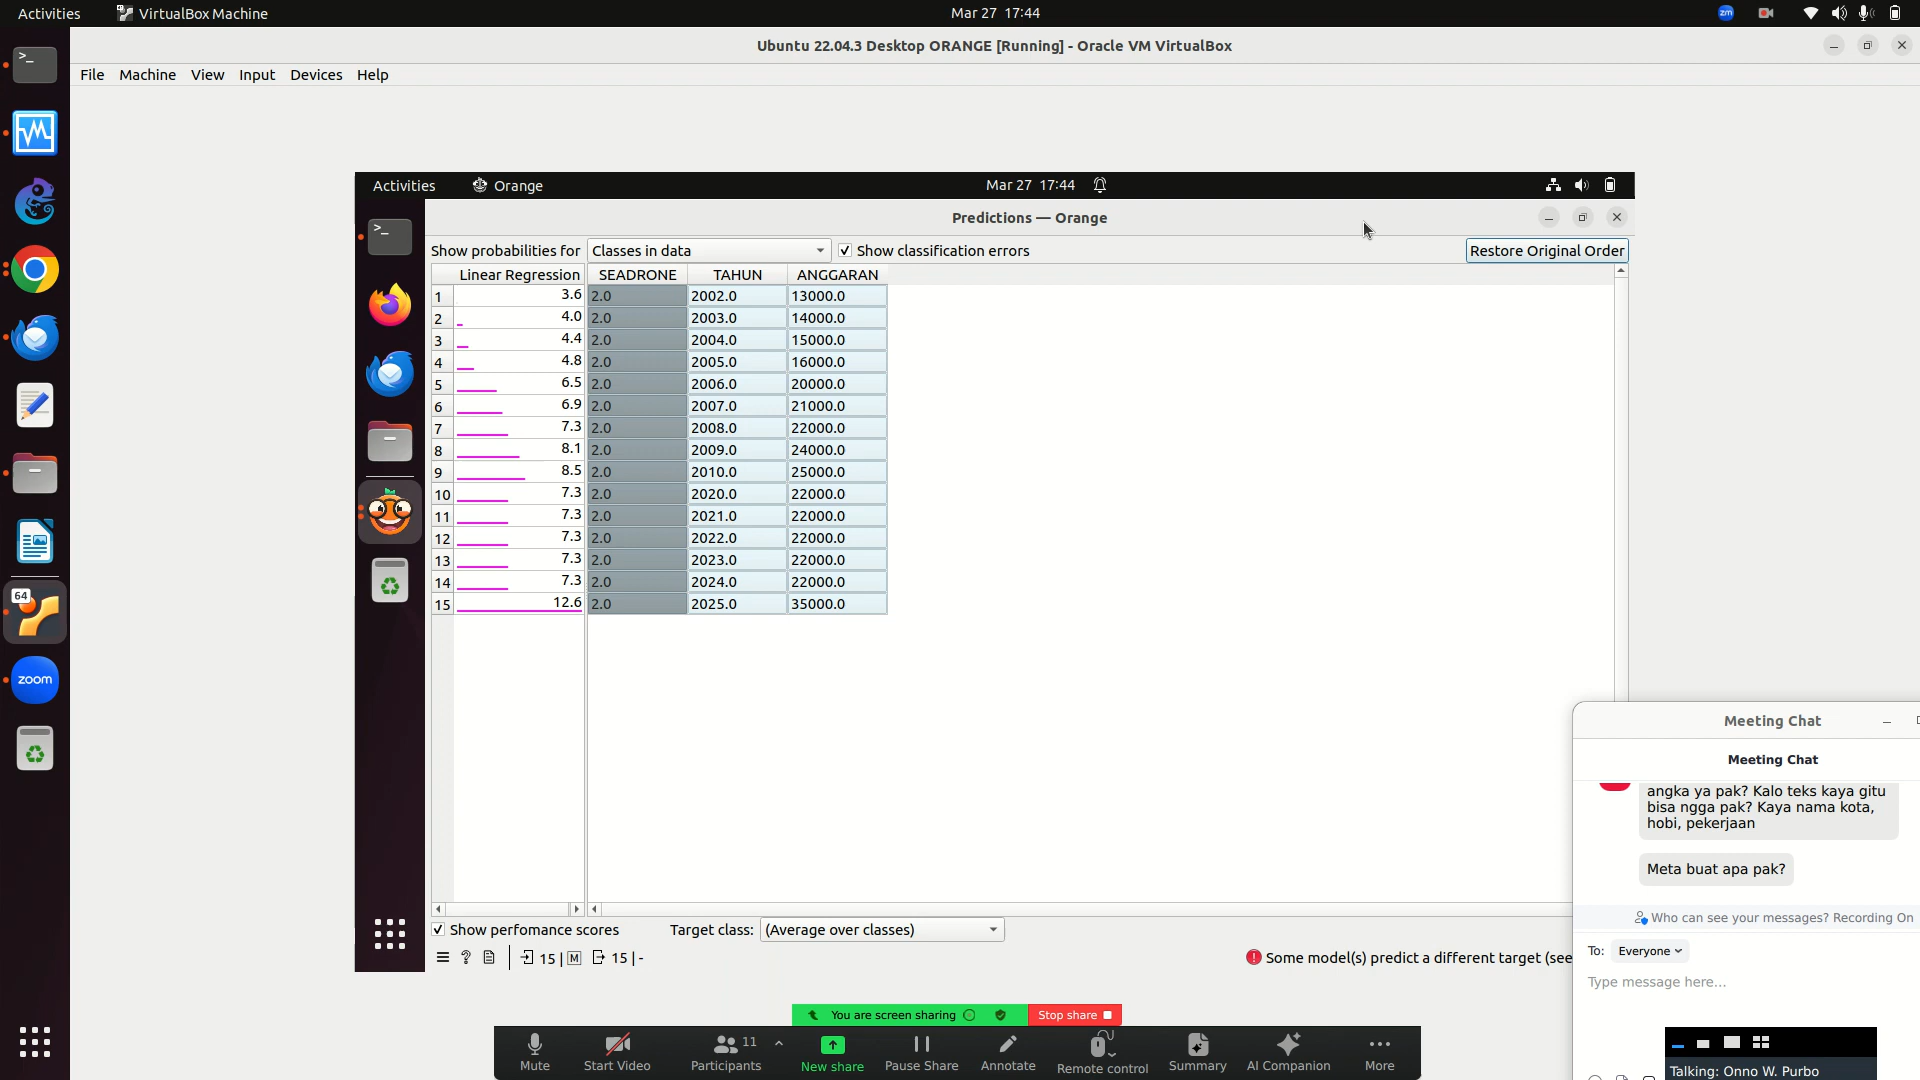 Activities VirtualBox Machine Mar 27 17:44 zm
Ubuntu 22.04.3 Desktop ORANGE [Running] - Oracle VM VirtualBox
File Machine View Input Devices Help
Activities Orange Mar 27 17:44
Predictions — Orange
Show probabilities for Classes in data Show classification errors Restore Original Order
Linear Regression SEADRONE TAHUN ANGGARAN
1 3.6 2.0 2002.0 13000.0
2 4.0 2.0 2003.0 14000.0
3 4.4 2.0 2004.0 15000.0
4 4.8 2.0 2005.0 16000.0
5 6.5 2.0 2006.0 20000.0
6 6.9 2.0 2007.0 21000.0
7 7.3 2.0 2008.0 22000.0
8 8.1 2.0 2009.0 24000.0
9 8.5 2.0 2010.0 25000.0
10 7.3 2.0 2020.0 22000.0
11 7.3 2.0 2021.0 22000.0
12 7.3 2.0 2022.0 22000.0
13 7.3 2.0 2023.0 22000.0
14 7.3 2.0 2024.0 22000.0
15 12.6 2.0 2025.0 35000.0
64
zoom
Show perfomance scores Target class: (Average over classes)
15 | M 15 | -
Some model(s) predict a different target (see
Meeting Chat
Meeting Chat
angka ya pak? Kalo teks kaya gitu
bisa ngga pak? Kaya nama kota,
hobi, pekerjaan
Meta buat apa pak?
Who can see your messages? Recording On
To: Everyone
Type message here...
Talking: Onno W. Purbo
You are screen sharing Stop share
11
Mute Start Video Participants New share Pause Share Annotate Remote control Summary AI Companion More